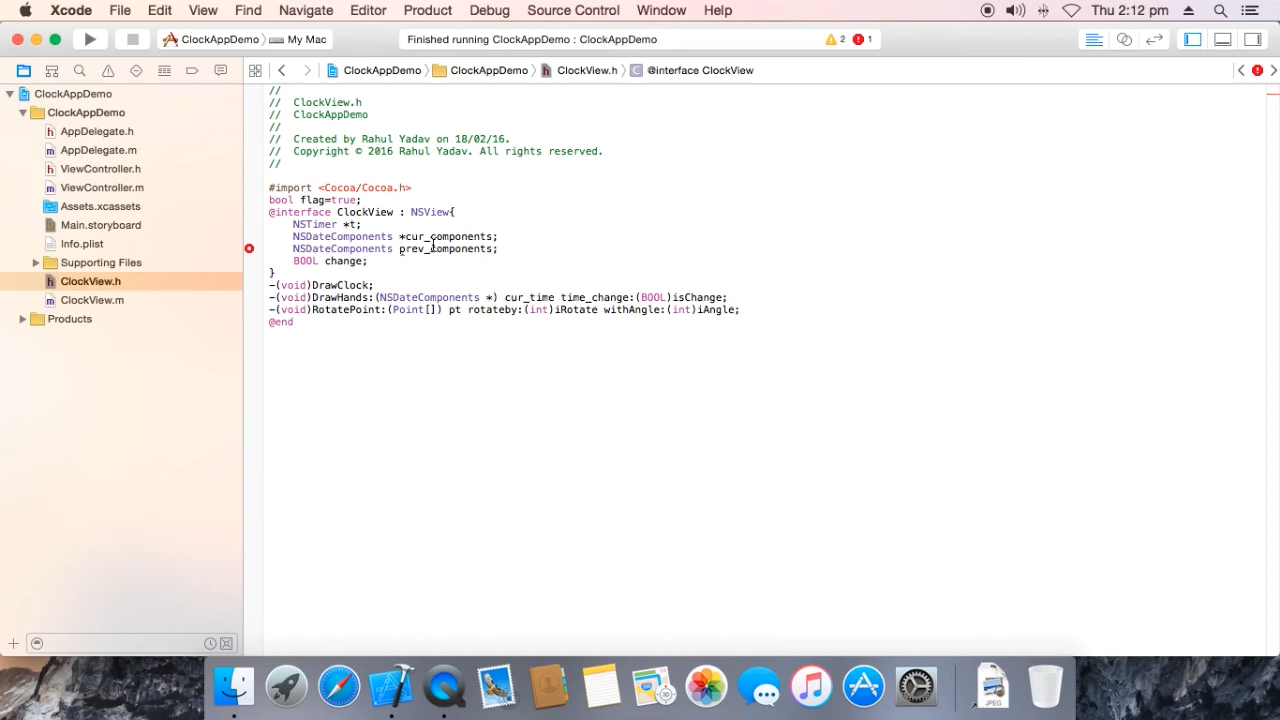 Xcode File Edit View Find Navigate Editor Product Debug Source Control Window Help Thu 2:12 pm
ClockAppDemo My Mac Finished running ClockAppDemo : ClockAppDemo 2 1
ClockAppDemo ClockAppDemo ClockView.h @interface ClockView
ClockAppDemo
ClockAppDemo
AppDelegate.h
AppDelegate.m
ViewController.h
ViewController.m
Assets.xcassets
Main.storyboard
Info.plist
Supporting Files
ClockView.h
ClockView.m
Products
//
// ClockView.h
// ClockAppDemo
//
// Created by Rahul Yadav on 18/02/16.
// Copyright © 2016 Rahul Yadav. All rights reserved.
//
#import <Cocoa/Cocoa.h>
bool flag=true;
@interface ClockView : NSView{
NSTimer *t;
NSDateComponents *cur_components;
NSDateComponents prev_components;
BOOL change;
}
-(void)DrawClock;
-(void)DrawHands:(NSDateComponents *) cur_time time_change:(BOOL)isChange;
-(void)RotatePoint:(Point[]) pt rotateby:(int)iRotate withAngle:(int)iAngle;
@end
JPEG